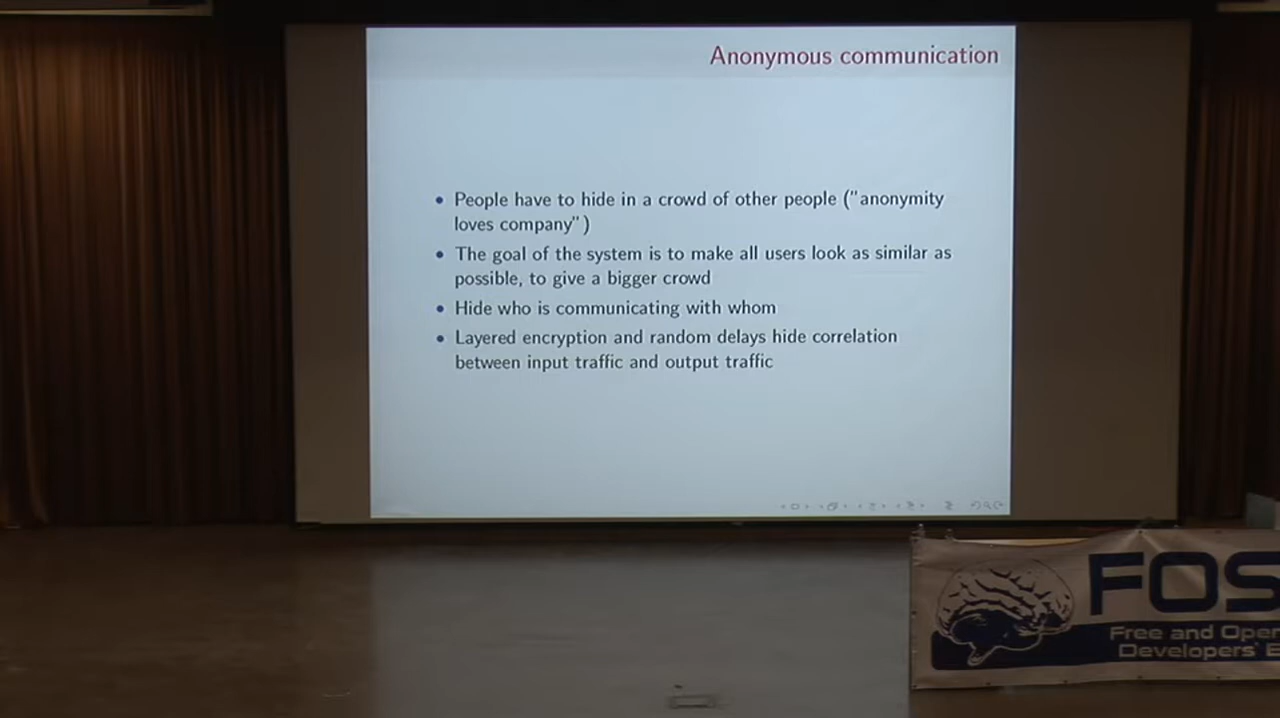 Anonymous communication
• People have to hide in a crowd of other people ("anonymity
loves company")
• The goal of the system is to make all users look as similar as
possible, to give a bigger crowd
• Hide who is communicating with whom
• Layered encryption and random delays hide correlation
between input traffic and output traffic
FOS
Free and Open
Developers' E